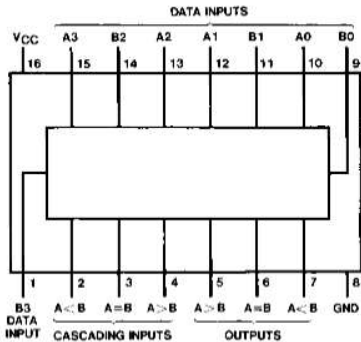 DATA INPUTS
VCC A3 B2 A2 A1 B1 A0 B0
16 15 14 13 12 11 10 9
1 2 3 4 5 6 7 8
B3 A<B A=B A>B A>B A=B A<B GND
DATA
INPUT CASCADING INPUTS OUTPUTS